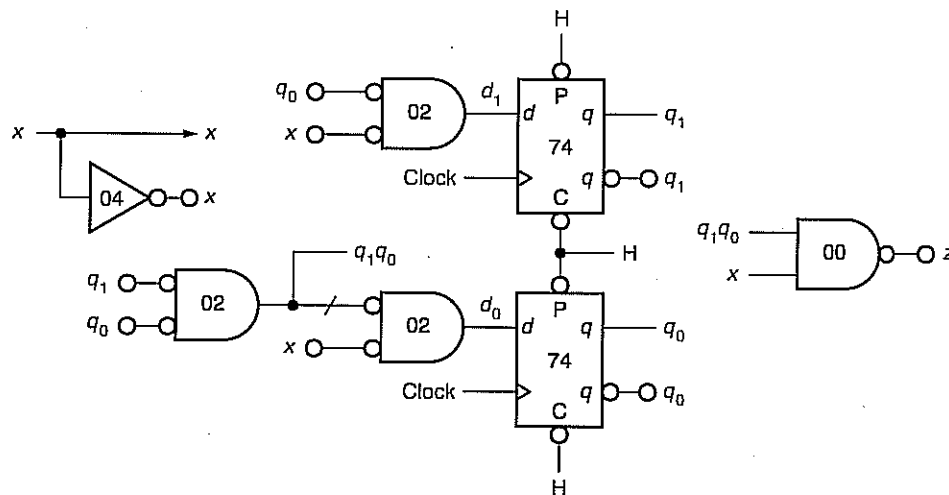 H
q₀ 02 d₁ d P q q₁
x x x 74
Clock q q₁
04 x C
q₁q₀ H q₁q₀ 00 z
x
q₁ 02 02 d₀ d P q q₀
q₀ x 74
Clock q q₀
C
H